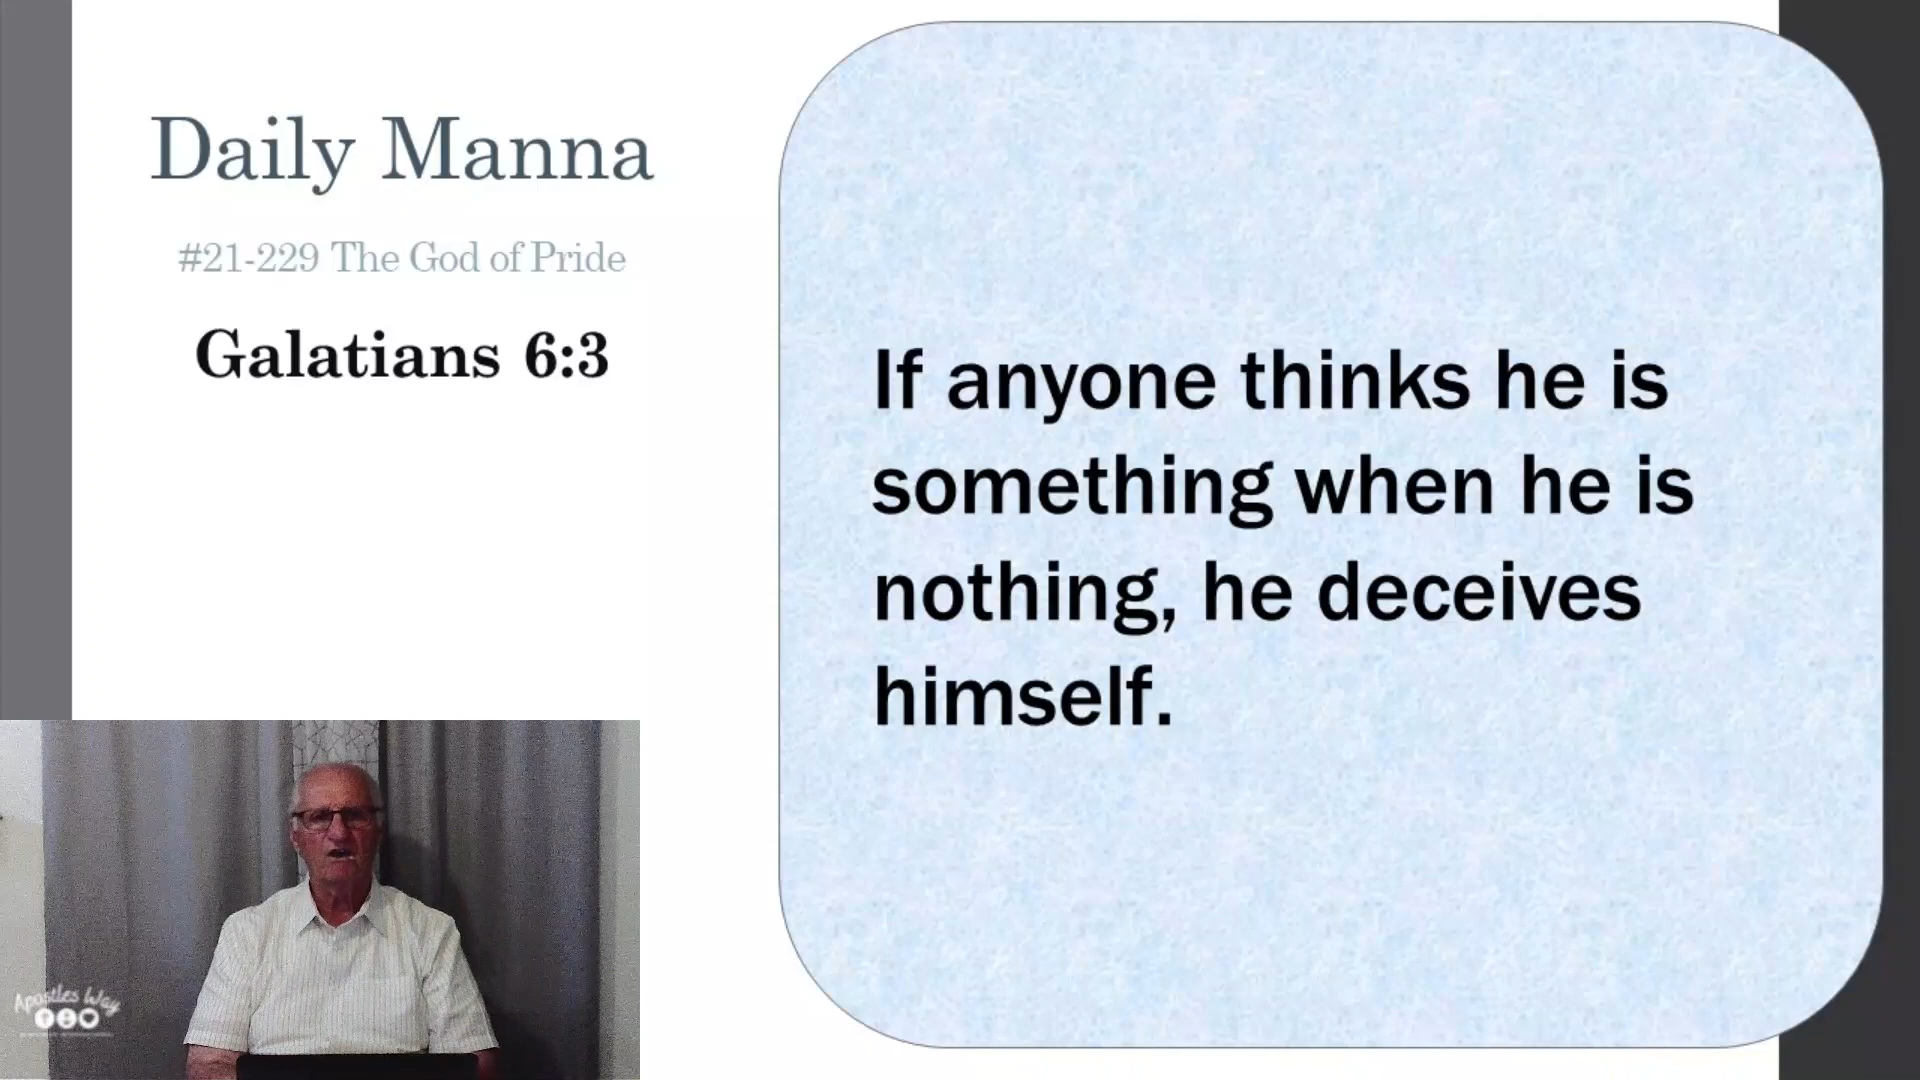 Daily Manna
#21-229 The God of Pride
Galatians 6:3
If anyone thinks he is
something when he is
nothing, he deceives
himself.
Apostles Way